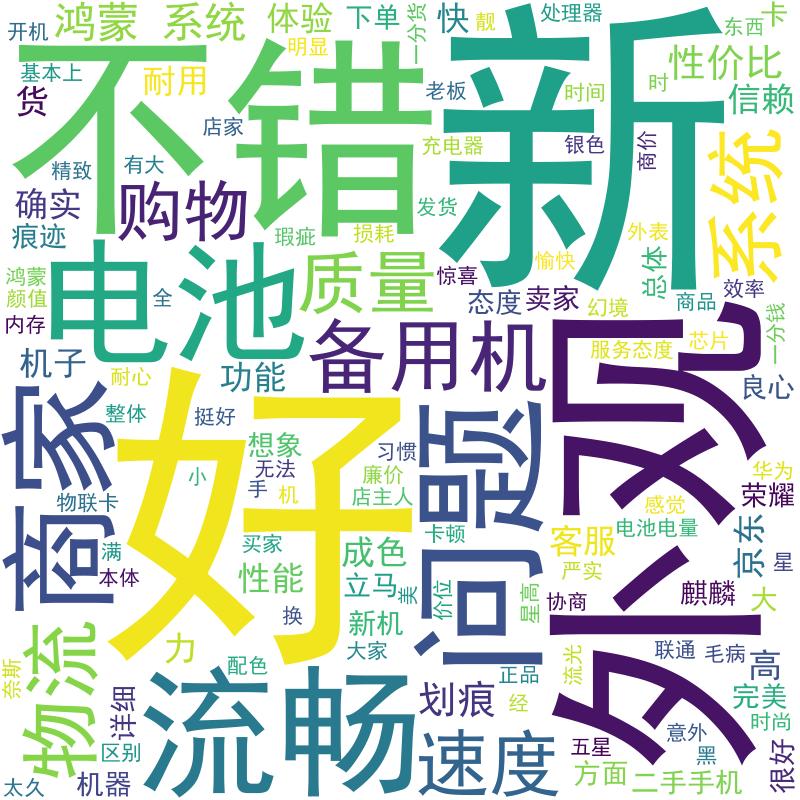 开机
鸿蒙
系统
体验
下单
快
靓
处理器
东西
卡
基本上
明显
一分货
性价比
货
耐用
老板
时间
时
信赖
不错
新
店家
充电器
银色
商价
精致
有大
确实
购物
发货
系统
痕迹
瑕疵
损耗
外表
电池
质量
惊喜
愉快
总体
鸿蒙
颜值
全
态度
卖家
幻境
商品
效率
内存
备用机
外观
一分钱
机子
耐心
功能
服务态度
芯片
良心
商家
好
整体
挺好
想象
习惯
问题
华为
小
无法
廉价
荣耀
物联卡
手
机
店主人
感觉
买家
卡顿
客服
电池电量
京东
满
成色
严实
星
本体
性能
立马
美
价位
星高
协商
麒麟
大
换
新机
物流
力
大家
联通
毛病
高
奈斯
配色
正品
流光
流畅
划痕
经
完美
详细
时尚
区别
速度
五星
意外
黑
很好
太久
机器
方面
二手手机